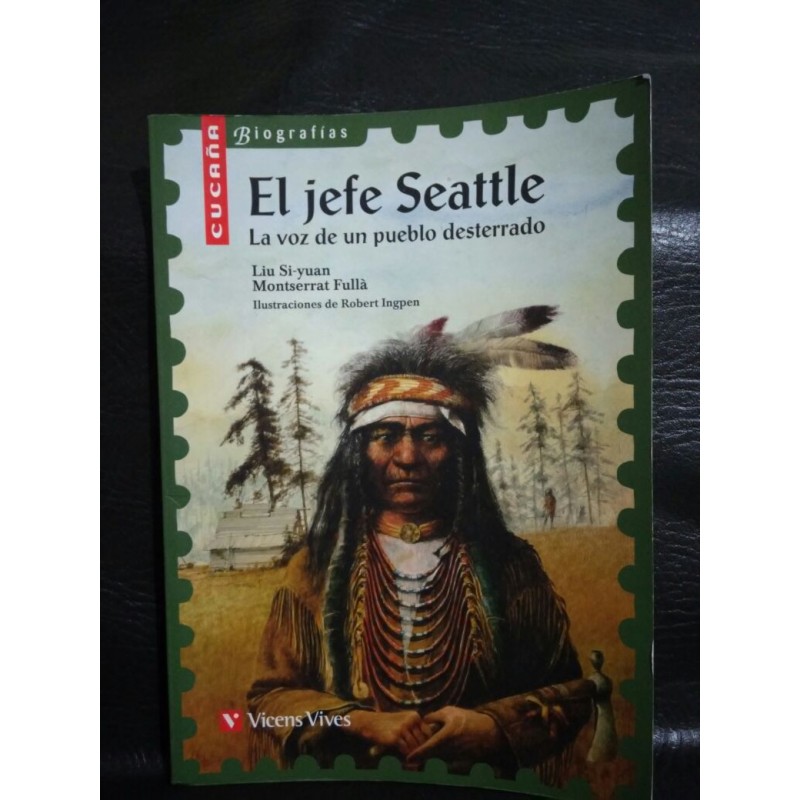 CUCAÑA
Biografías
El jefe Seattle
La voz de un pueblo desterrado
Liu Si-yuan
Montserrat Fullà
Ilustraciones de Robert Ingpen
Vicens Vives